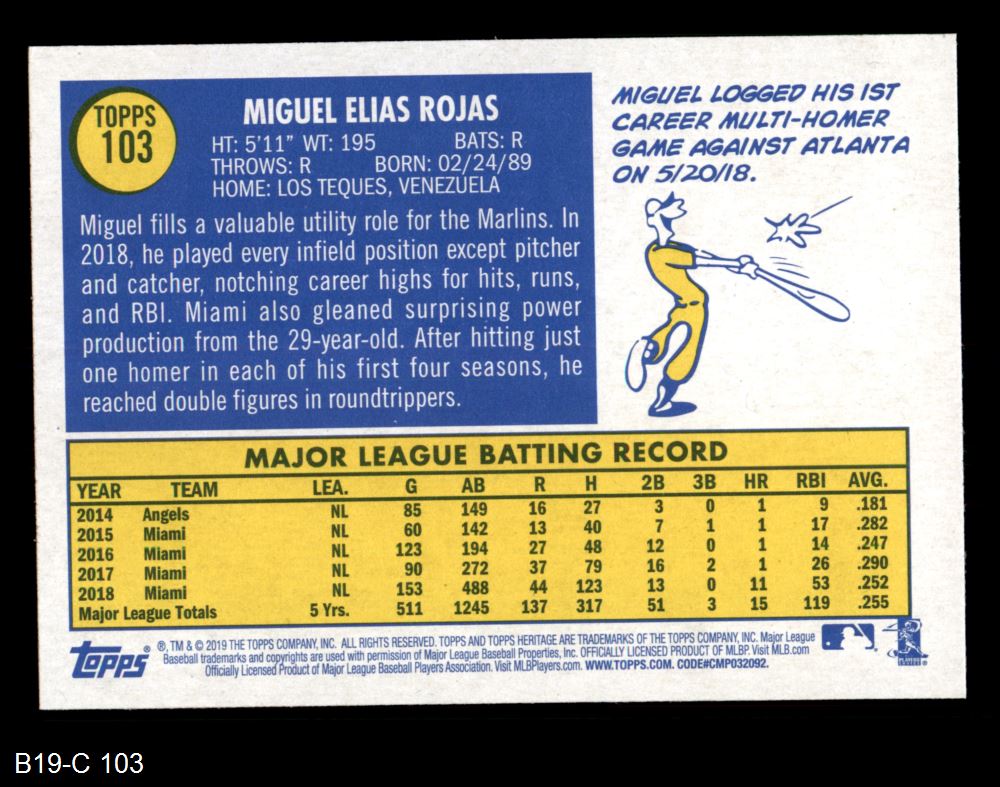 TOPPS
103
MIGUEL ELIAS ROJAS
HT: 5'11" WT: 195 BATS: R
THROWS: R BORN: 02/24/89
HOME: LOS TEQUES, VENEZUELA
Miguel fills a valuable utility role for the Marlins. In
2018, he played every infield position except pitcher
and catcher, notching career highs for hits, runs,
and RBI. Miami also gleaned surprising power
production from the 29-year-old. After hitting just
one homer in each of his first four seasons, he
reached double figures in roundtrippers.
MIGUEL LOGGED HIS 1ST
CAREER MULTI-HOMER
GAME AGAINST ATLANTA
ON 5/20/18.
MAJOR LEAGUE BATTING RECORD
YEAR TEAM LEA. G AB R H 2B 3B HR RBI AVG.
2014 Angels NL 85 149 16 27 3 0 1 9 .181
2015 Miami NL 60 142 13 40 7 1 1 17 .282
2016 Miami NL 123 194 27 48 12 0 1 14 .247
2017 Miami NL 90 272 37 79 16 2 1 26 .290
2018 Miami NL 153 488 44 123 13 0 11 53 .252
Major League Totals 5 Yrs. 511 1245 137 317 51 3 15 119 .255
topps®
®, TM & © 2019 THE TOPPS COMPANY, INC. ALL RIGHTS RESERVED. TOPPS AND TOPPS HERITAGE ARE TRADEMARKS OF THE TOPPS COMPANY, INC. Major League
Baseball trademarks and copyrights are used with permission of Major League Baseball Properties, Inc. OFFICIALLY LICENSED PRODUCT OF MLBP. Visit MLB.com
Officially Licensed Product of Major League Baseball Players Association. Visit MLBPlayers.com. WWW.TOPPS.COM. CODE#CMP032092.
B19-C 103